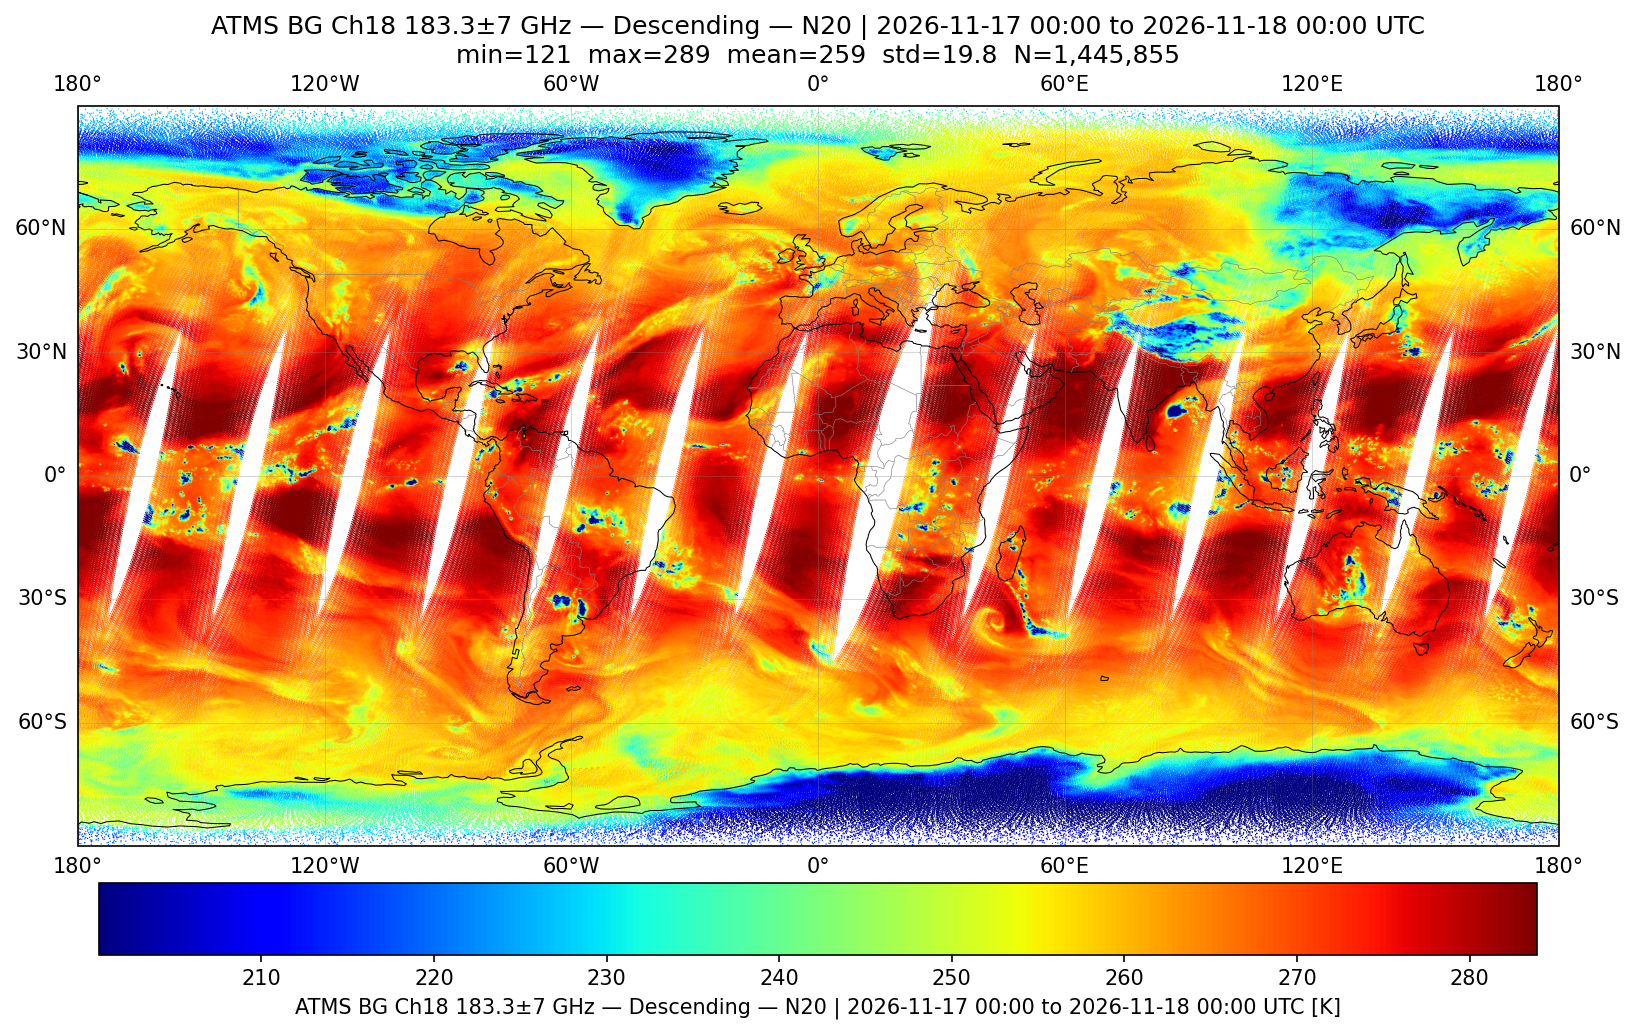 ATMS BG Ch18 183.3±7 GHz — Descending — N20 | 2026-11-17 00:00 to 2026-11-18 00:00 UTC
min=121  max=289  mean=259  std=19.8  N=1,445,855
180° 120°W 60°W 0° 60°E 120°E 180°
60°N 60°N
30°N 30°N
0° 0°
30°S 30°S
60°S 60°S
180° 120°W 60°W 0° 60°E 120°E 180°
210 220 230 240 250 260 270 280
ATMS BG Ch18 183.3±7 GHz — Descending — N20 | 2026-11-17 00:00 to 2026-11-18 00:00 UTC [K]